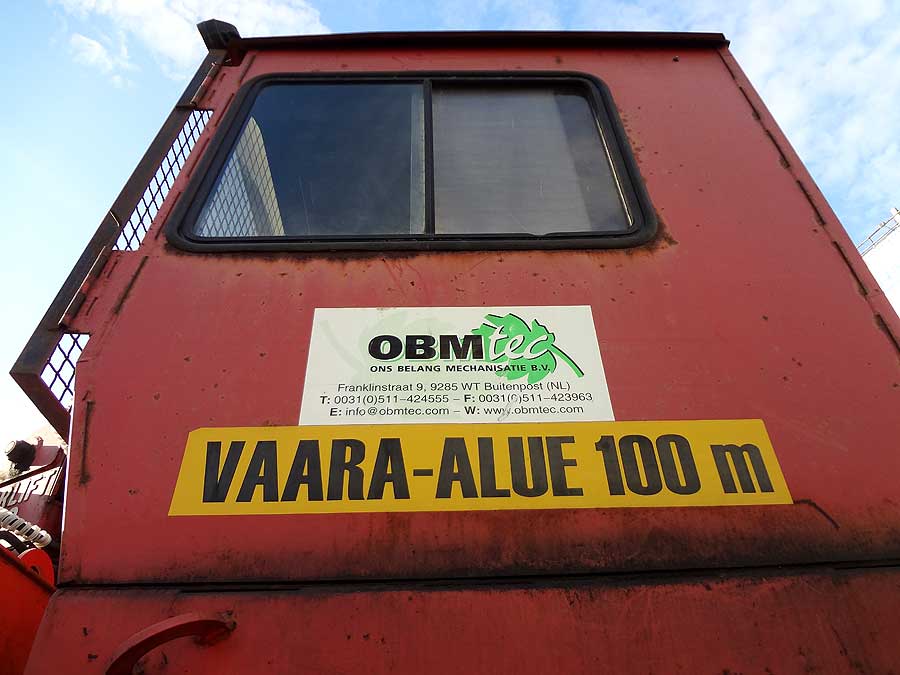 OBMtec
ONS BELANG MECHANISATIE B.V.
Franklinstraat 9, 9285 WT Buitenpost (NL)
T: 0031(0)511-424555 – F: 0031(0)511-423963
E: info@obmtec.com – W: www.obmtec.com
VAARA-ALUE 100 m